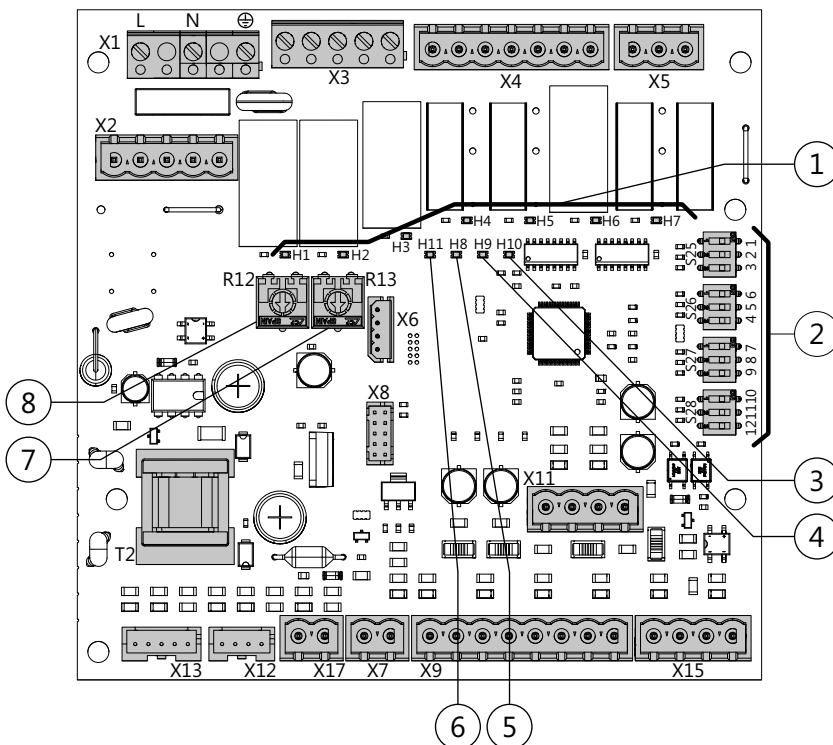 L N
X1
X3
X4
X5
X2
1
H4 H5 H6 H7
H3
H1 H2
H11 H8 H9 H10
S25
3 2 1
R12 R13
SPAIN SPAIN
X6
S26
4 5 6
2
S27
9 8 7
8
X8
S28
12 11 10
7
3
X11
4
T2
X13 X12 X17 X7 X9 X15
6 5